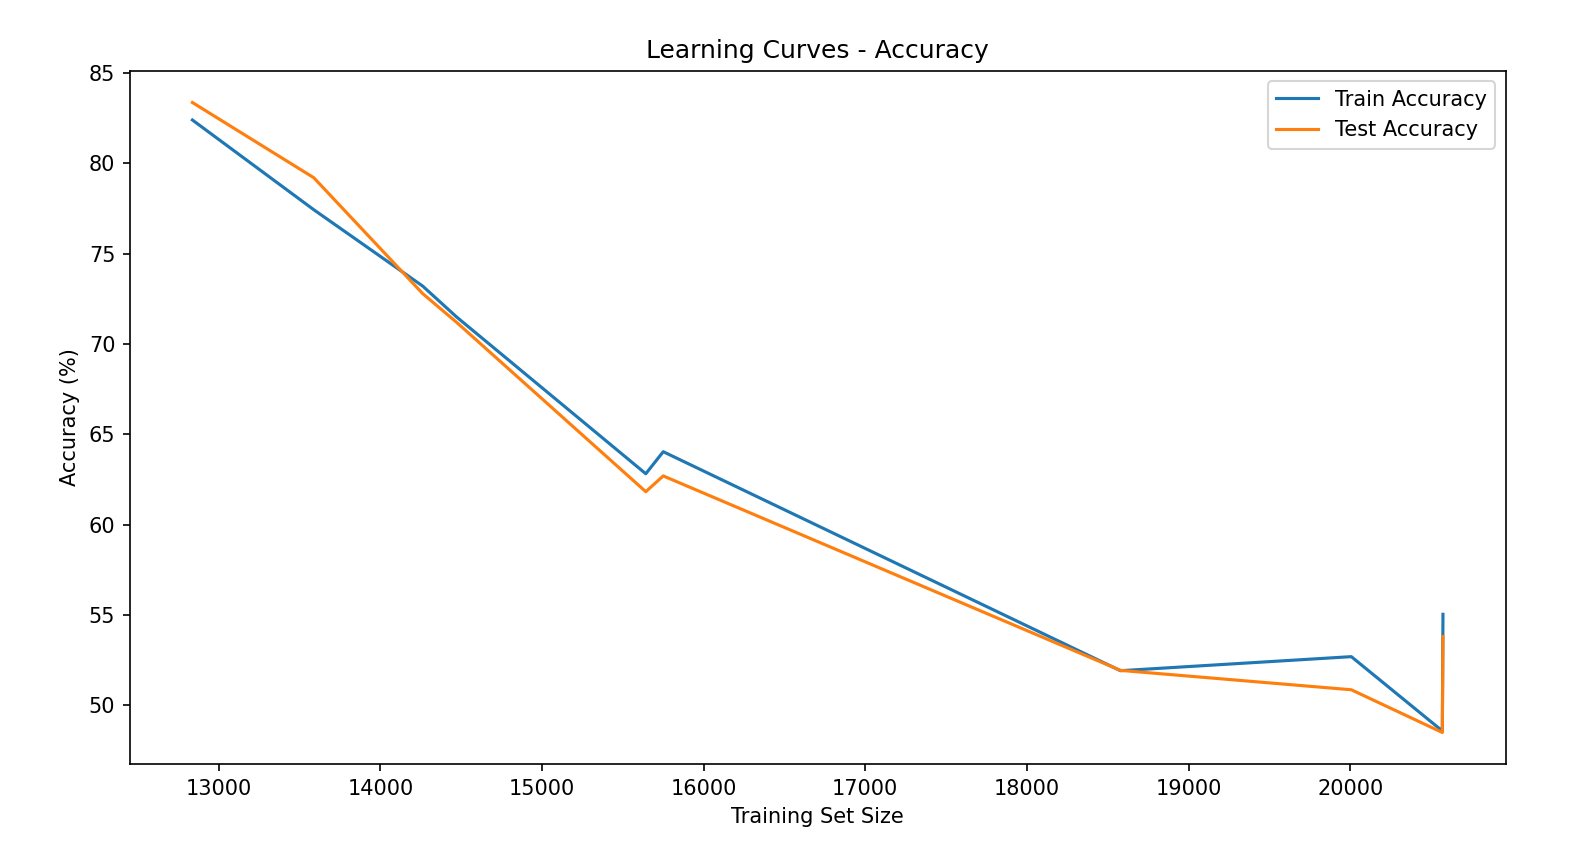 Learning Curves - Accuracy
Train Accuracy
Test Accuracy
85
80
75
70
65
60
55
50
Accuracy (%)
13000 14000 15000 16000 17000 18000 19000 20000
Training Set Size